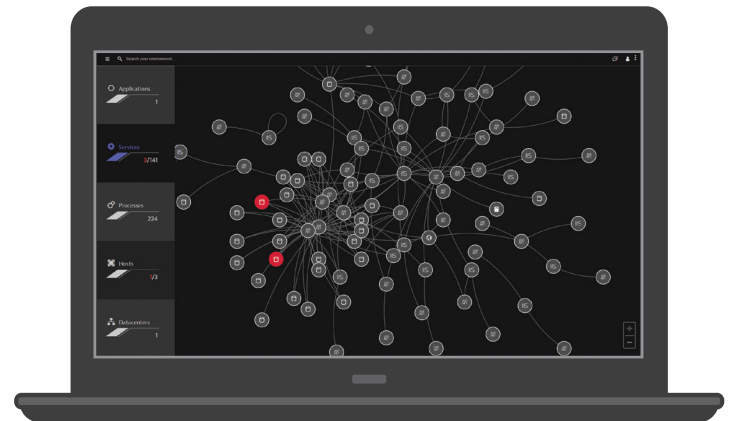 Search your environment...
Applications
1
Services
3/141
Processes
224
Hosts
1/3
Datacenters
1